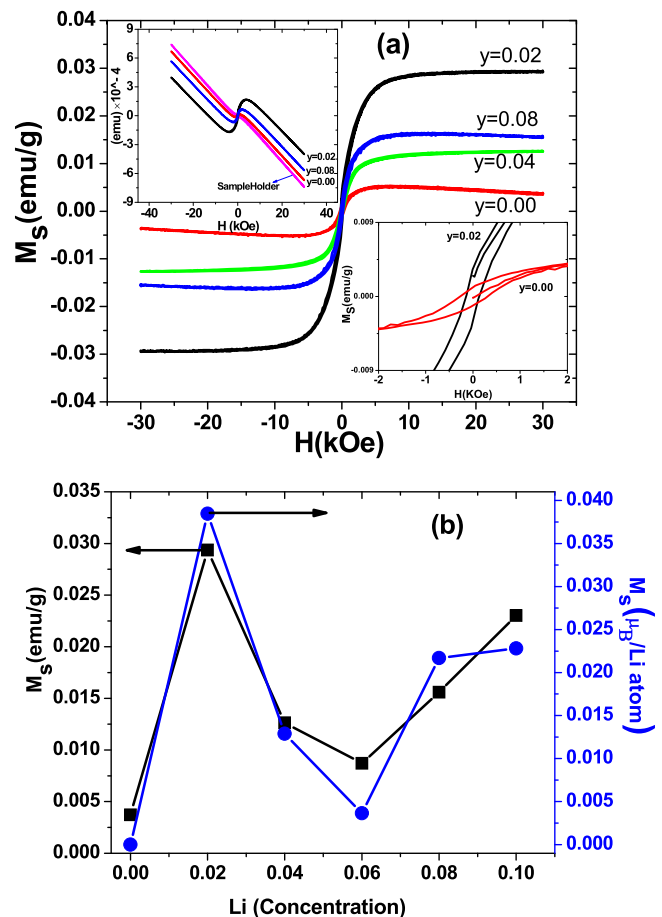 (a)
0.04
0.03
0.02
0.01
0.00
-0.01
-0.02
-0.03
-0.04
M_s(emu/g)
-30 -20 -10 0 10 20 30
H(kOe)
y=0.02
y=0.08
y=0.04
y=0.00
9
6
3
0
-3
-6
-9
(emu) ×10^- 4
-40 -20 0 20 40
H (kOe)
y=0.02
y=0.08
y=0.00
SampleHolder
0.009
0.000
-0.009
M_S(emu/g)
-2 -1 0 1 2
H(KOe)
y=0.02
y=0.00
(b)
0.035
0.030
0.025
0.020
0.015
0.010
0.005
0.000
M_s(emu/g)
0.00 0.02 0.04 0.06 0.08 0.10
Li (Concentration)
0.040
0.035
0.030
0.025
0.020
0.015
0.010
0.005
0.000
M_s(μ_B/Li atom)